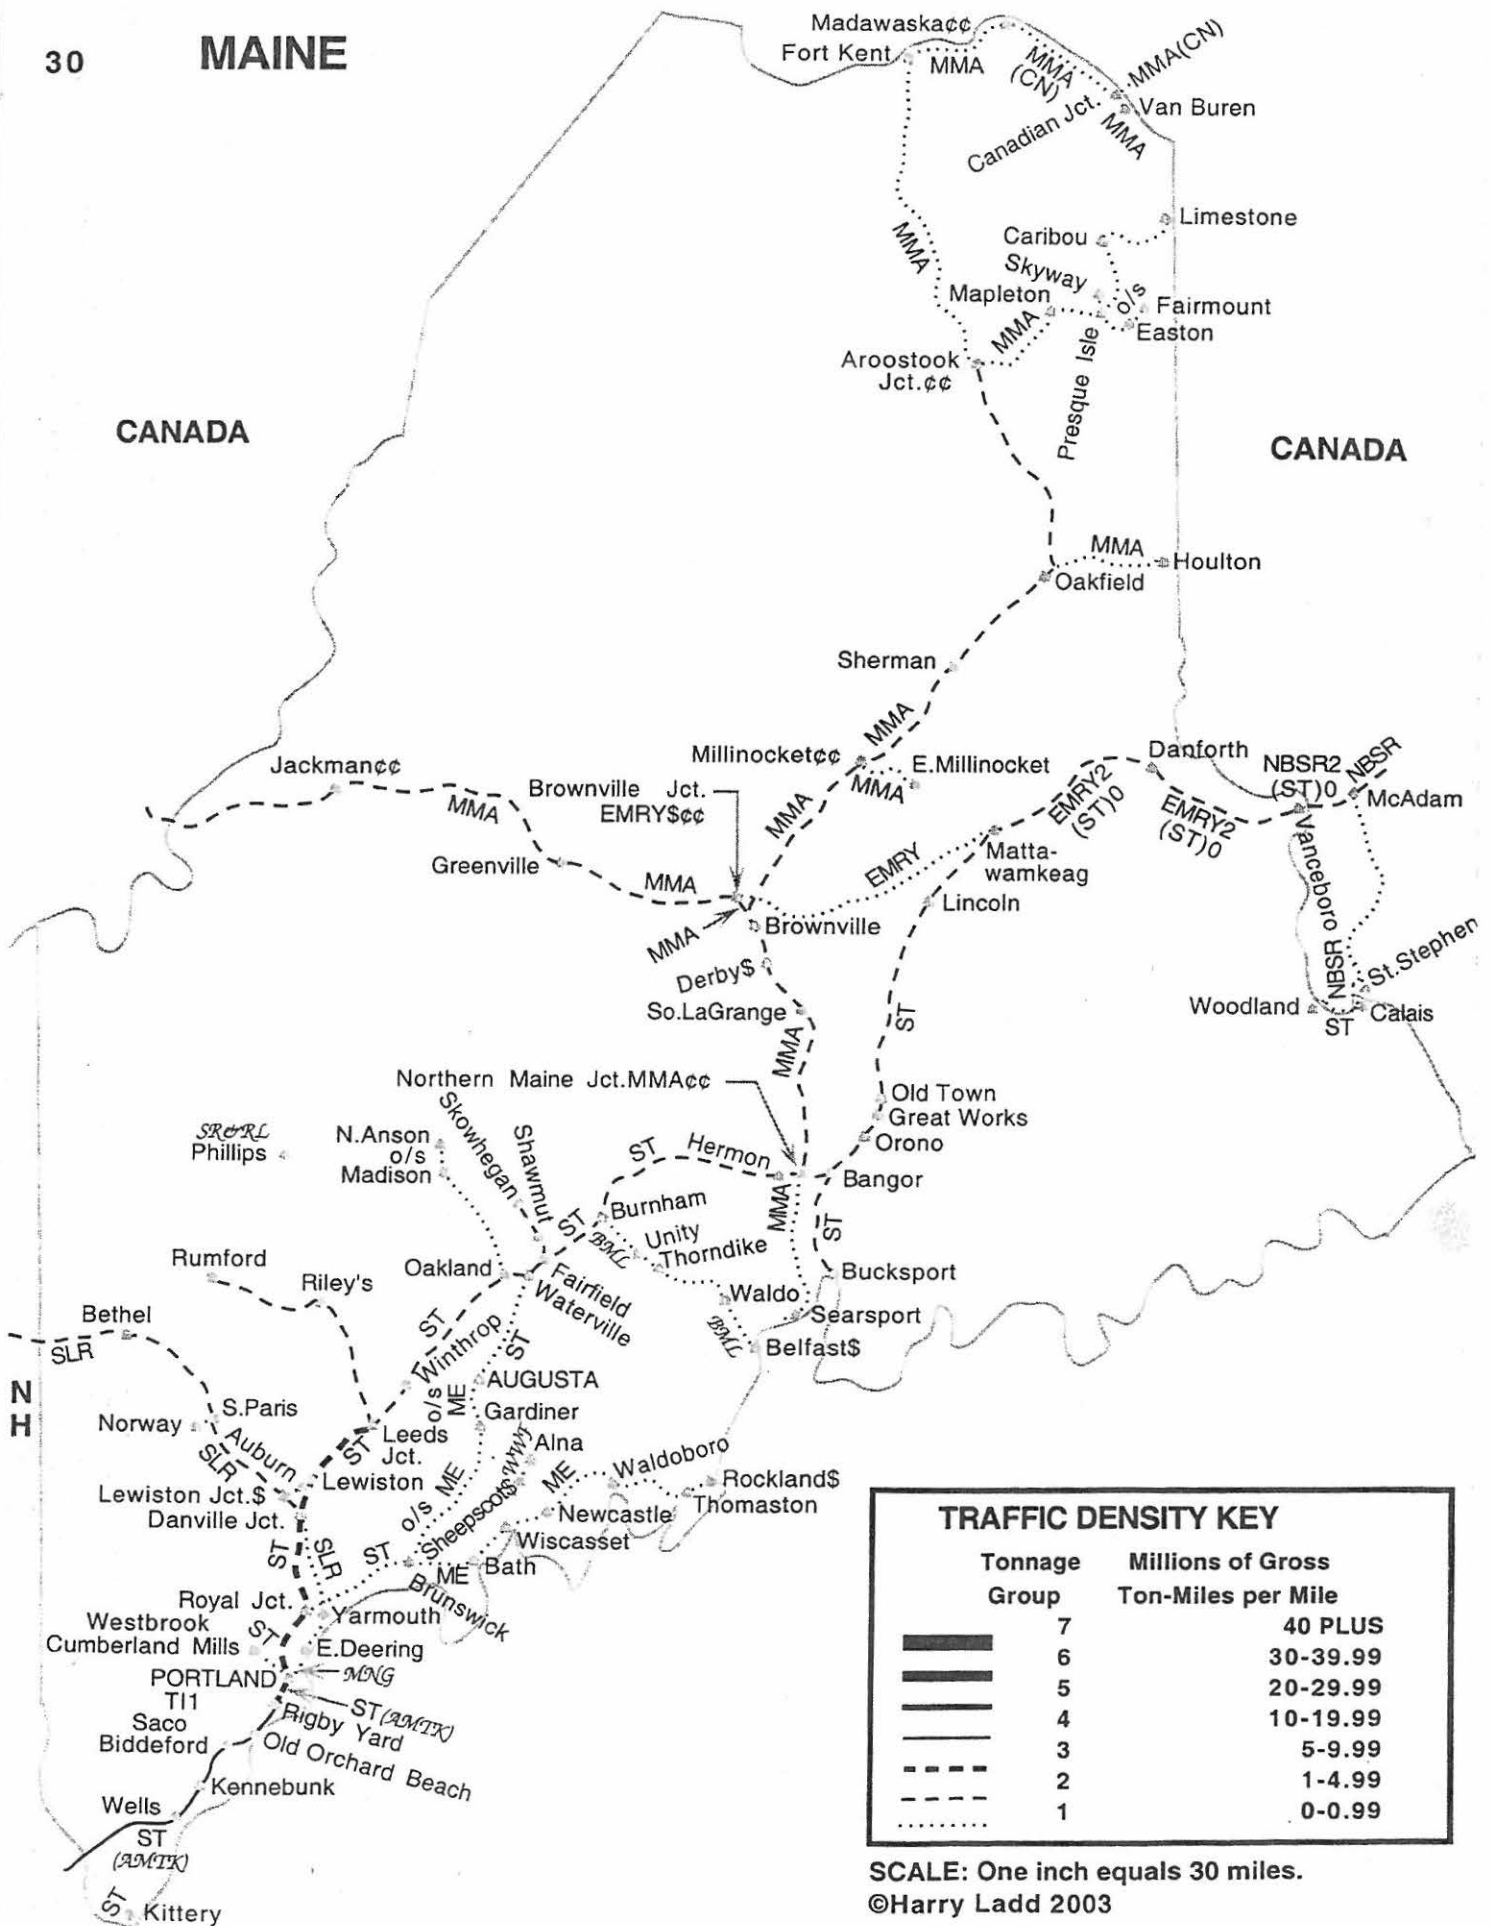 30
MAINE
Madawaska¢¢
Fort Kent
MMA
MMA
(CN)
MMA(CN)
Canadian Jct.
Van Buren
MMA
Limestone
Caribou
Skyway
MMA
Mapleton
o/s
Fairmount
Easton
MMA
Aroostook
Jct.¢¢
Presque Isle
CANADA
CANADA
MMA
Houlton
Oakfield
Sherman
MMA
Millinocket¢¢
E.Millinocket
MMA
Danforth
NBSR2
(ST)0
NBSR
McAdam
Jackman¢¢
MMA
Brownville Jct.
EMRY$¢¢
MMA
EMRY2
(ST)0
EMRY2
(ST)0
Vanceboro
Greenville
MMA
EMRY
Matta-
wamkeag
Lincoln
MMA
Brownville
Derby$
So.LaGrange
NBSR
St.Stephen
Woodland
ST
Calais
ST
MMA
Northern Maine Jct.MMA¢¢
Old Town
Great Works
Orono
SR&RL
Phillips
N.Anson
o/s
Madison
Skowhegan
Shawmut
ST
Hermon
Bangor
MMA
ST
Burnham
ST
BML
Unity
Thorndike
Rumford
Riley's
Oakland
Fairfield
Waterville
Bucksport
Waldo
Searsport
BML
Belfast$
Bethel
SLR
ST
Winthrop
ST
N
H
AUGUSTA
o/s
ME
Gardiner
S.Paris
Norway
Auburn
SLR
Leeds
Jct.
ST
WW&F
Alna
Waldoboro
Rockland$
Thomaston
ME
Lewiston
Lewiston Jct.$
Danville Jct.
o/s ME
Sheepscot$
Newcastle
Wiscasset
ST
SLR
ST
ME
Bath
Brunswick
Royal Jct.
Yarmouth
Westbrook
Cumberland Mills
ST
E.Deering
PORTLAND
TI1
MNG
ST(AMTK)
Rigby Yard
Saco
Biddeford
Old Orchard Beach
Kennebunk
Wells
ST
(AMTK)
ST
Kittery
TRAFFIC DENSITY KEY
Tonnage Millions of Gross
Group Ton-Miles per Mile
7 40 PLUS
6 30-39.99
5 20-29.99
4 10-19.99
3 5-9.99
2 1-4.99
1 0-0.99
SCALE: One inch equals 30 miles.
©Harry Ladd 2003